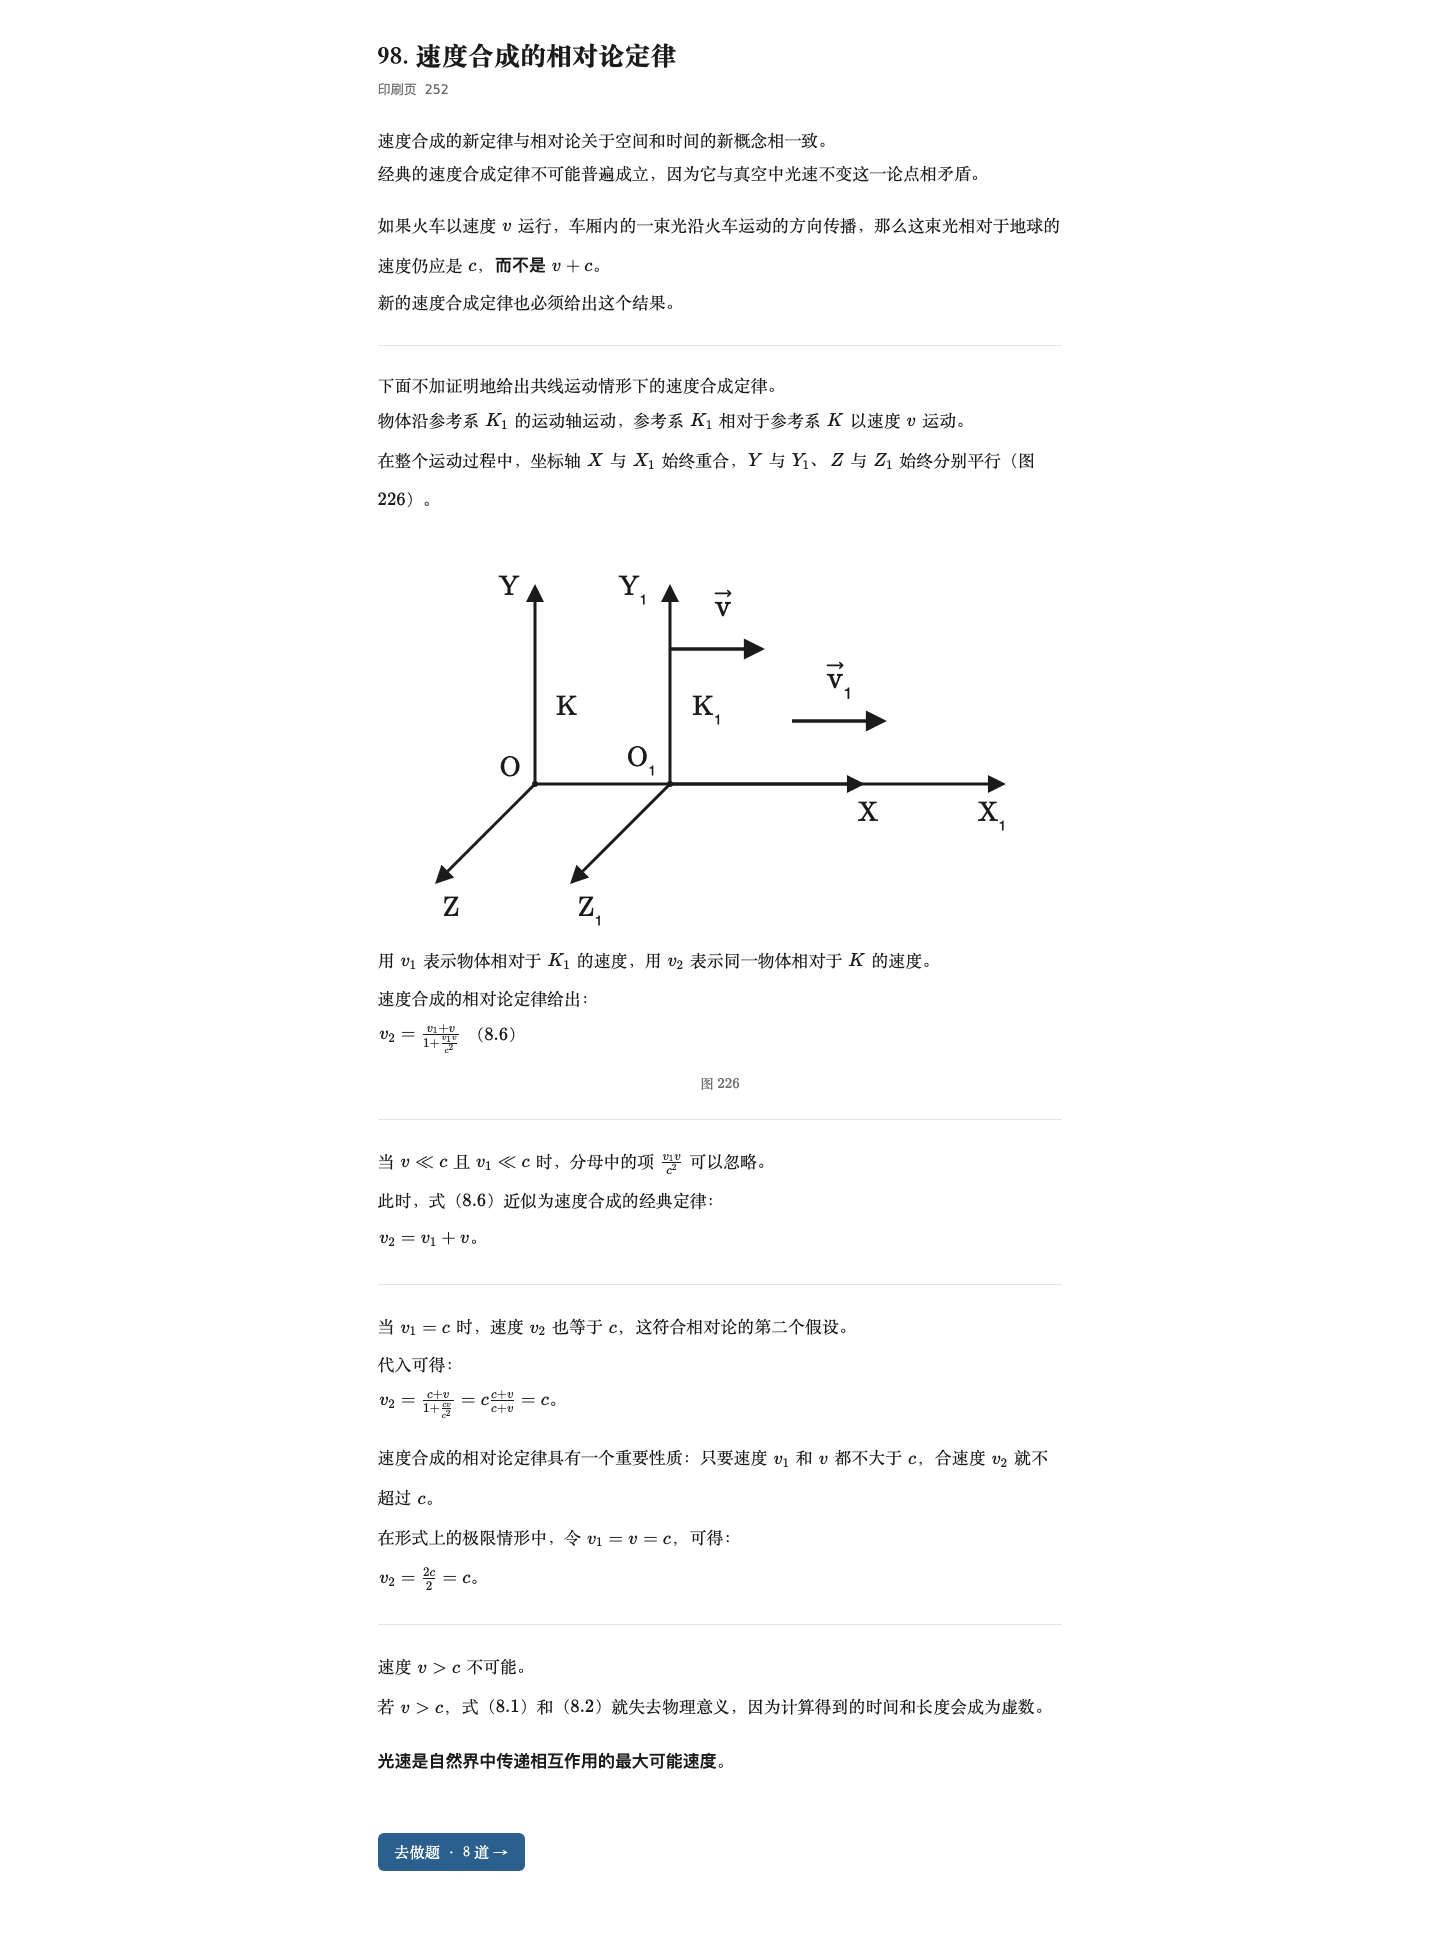 98. 速度合成的相对论定律
印刷页 252
速度合成的新定律与相对论关于空间和时间的新概念相一致。
经典的速度合成定律不可能普遍成立，因为它与真空中光速不变这一论点相矛盾。
如果火车以速度 v 运行，车厢内的一束光沿火车运动的方向传播，那么这束光相对于地球的
速度仍应是 c，而不是 v + c。
新的速度合成定律也必须给出这个结果。
下面不加证明地给出共线运动情形下的速度合成定律。
物体沿参考系 K₁ 的运动轴运动，参考系 K₁ 相对于参考系 K 以速度 v 运动。
在整个运动过程中，坐标轴 X 与 X₁ 始终重合，Y 与 Y₁、Z 与 Z₁ 始终分别平行（图
226）。
Y Y₁ v⃗
v⃗₁
K K₁
O O₁
X X₁
Z Z₁
用 v₁ 表示物体相对于 K₁ 的速度，用 v₂ 表示同一物体相对于 K 的速度。
速度合成的相对论定律给出：
v₂ = (v₁+v)/(1+v₁v/c²) （8.6）
图 226
当 v ≪ c 且 v₁ ≪ c 时，分母中的项 v₁v/c² 可以忽略。
此时，式（8.6）近似为速度合成的经典定律：
v₂ = v₁ + v。
当 v₁ = c 时，速度 v₂ 也等于 c，这符合相对论的第二个假设。
代入可得：
v₂ = (c+v)/(1+cv/c²) = c (c+v)/(c+v) = c。
速度合成的相对论定律具有一个重要性质：只要速度 v₁ 和 v 都不大于 c，合速度 v₂ 就不
超过 c。
在形式上的极限情形中，令 v₁ = v = c，可得：
v₂ = 2c/2 = c。
速度 v > c 不可能。
若 v > c，式（8.1）和（8.2）就失去物理意义，因为计算得到的时间和长度会成为虚数。
光速是自然界中传递相互作用的最大可能速度。
去做题 · 8 道 →